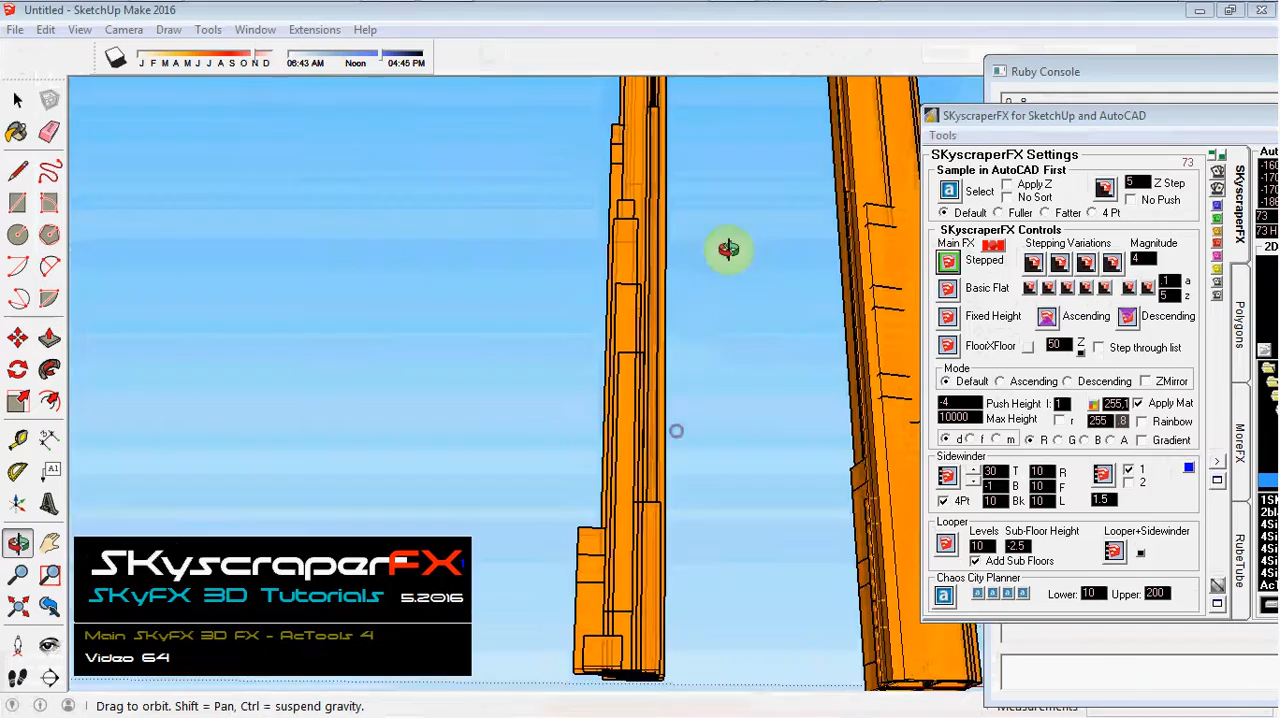 Untitled - SketchUp Make 2016
File Edit View Camera Draw Tools Window Extensions Help
J F M A M J J A S O N D 06:43 AM Noon 04:45 PM
Ruby Console
SKyscraperFX for SketchUp and AutoCAD
Tools
SKyscraperFX Settings 73
Sample in AutoCAD First
Select Apply Z No Sort 5 Z Step No Push
Default Fuller Fatter 4 Pt
SKyscraperFX Controls
Main FX Stepping Variations Magnitude
Stepped 4
Basic Flat .1 a 5 z
Fixed Height Ascending Descending
FloorXFloor 50 Z Step through list
Mode
Default Ascending Descending ZMirror
-4 Push Height I: 1 255,1 Apply Mat
10000 Max Height r 255 .8 Rainbow
d f m R G B A Gradient
Sidewinder
30 T 10 R 1
-1 B 10 F 2
4Pt 10 Bk 10 L 1.5
Looper
Levels Sub-Floor Height Looper+Sidewinder
10 -2.5
Add Sub Floors
Chaos City Planner
Lower: 10 Upper: 200
SKyscraperFX
Polygons
MoreFX
RubeTube
SKyscraperFX
SKyFX 3D Tutorials 5.2016
Main SKyFX 3D FX - AcTools 4
Video 64
Drag to orbit. Shift = Pan, Ctrl = suspend gravity.
Measurements